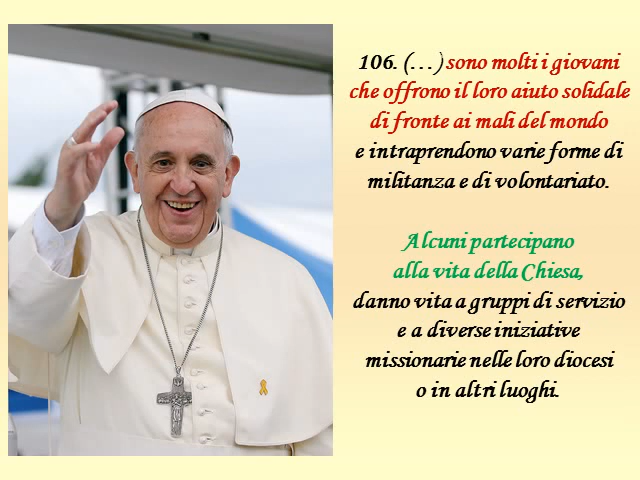 106. (…) sono molti i giovani
che offrono il loro aiuto solidale
di fronte ai mali del mondo
e intraprendono varie forme di
militanza e di volontariato.
Alcuni partecipano
alla vita della Chiesa,
danno vita a gruppi di servizio
e a diverse iniziative
missionarie nelle loro diocesi
o in altri luoghi.